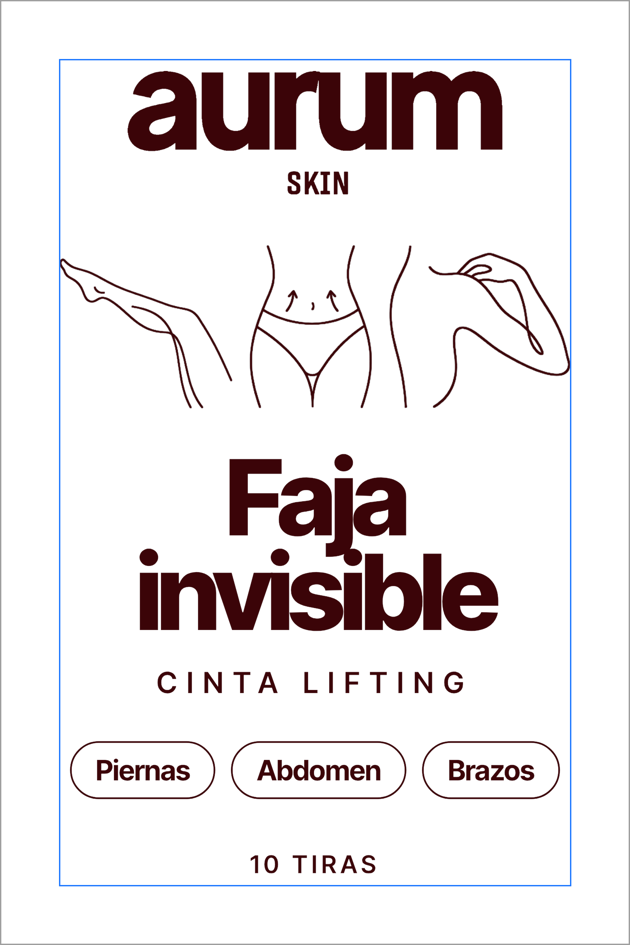 aurum
SKIN
Faja
invisible
CINTA LIFTING
Piernas Abdomen Brazos
10 TIRAS